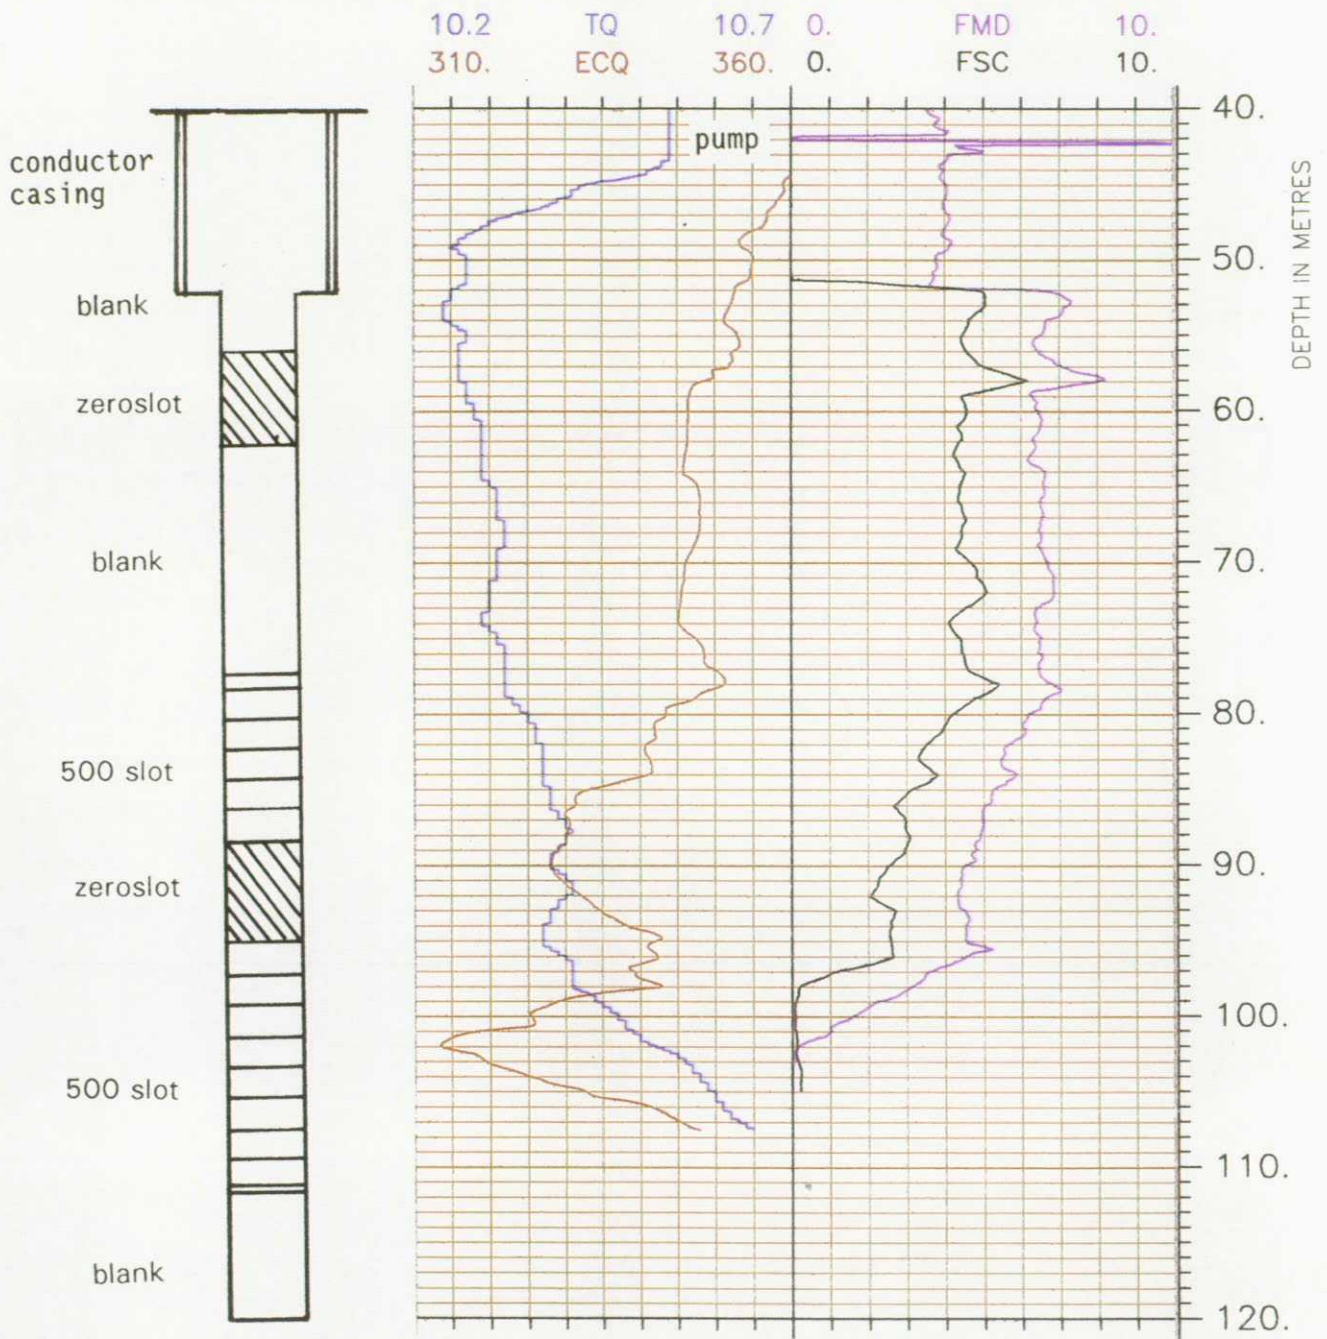 10.2 TQ 10.7 0. FMD 10.
310. ECQ 360. 0. FSC 10.
40.
pump
conductor
casing
DEPTH IN METRES
50.
blank
zeroslot
60.
blank
70.
80.
500 slot
zeroslot
90.
100.
500 slot
110.
blank
120.